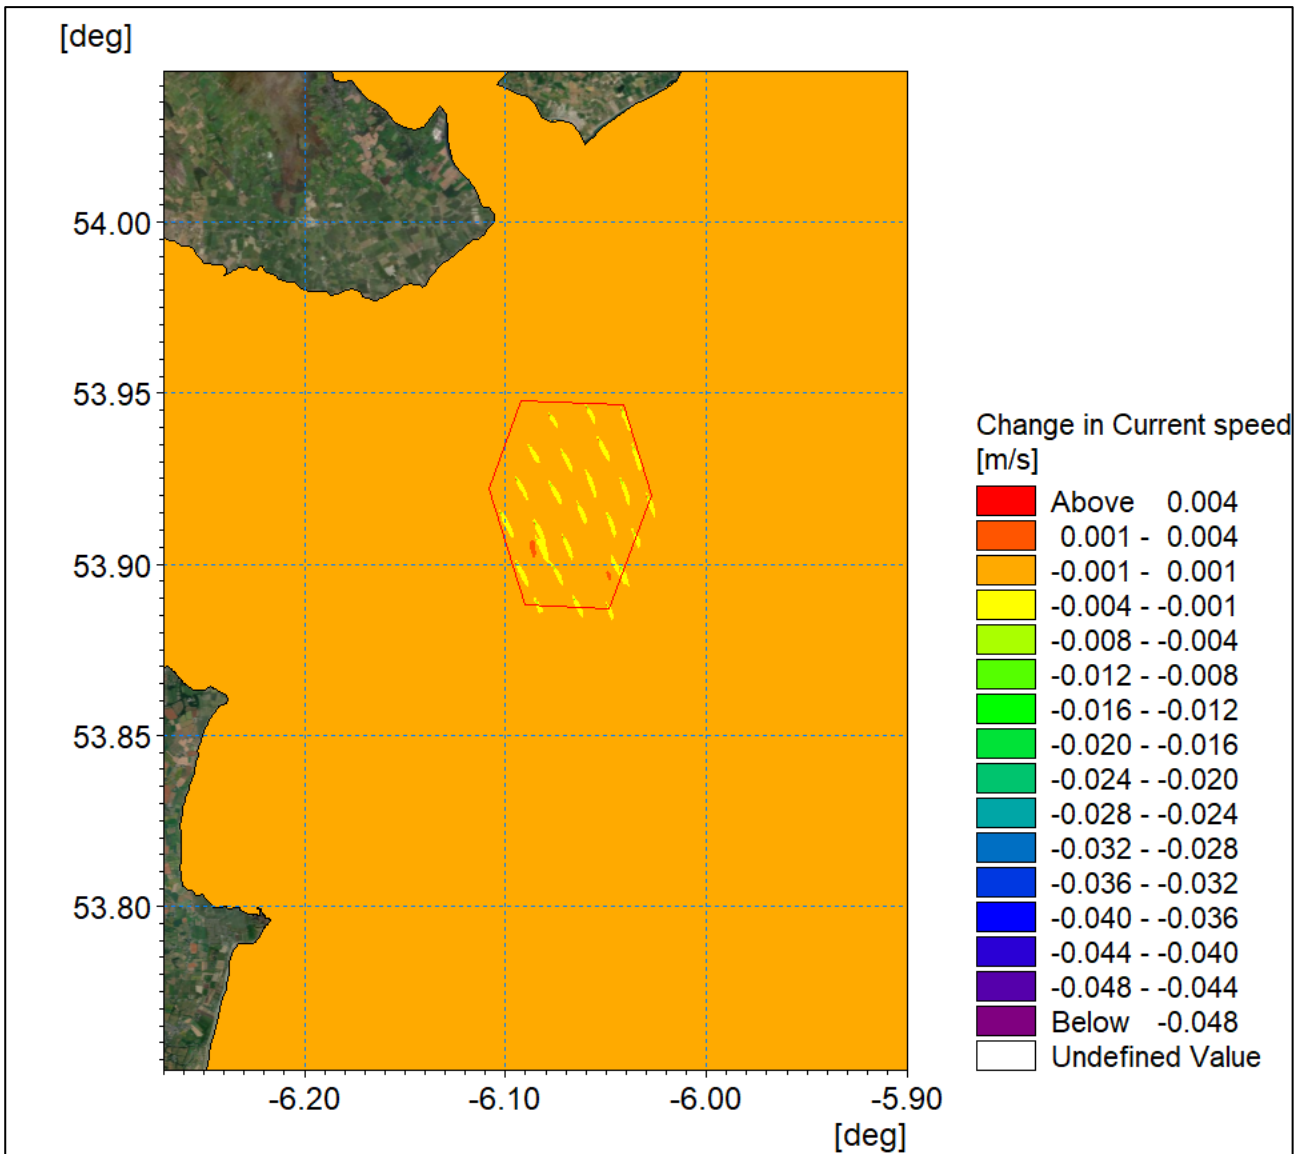 [deg]
54.00
53.95
53.90
53.85
53.80
-6.20
-6.10
-6.00
-5.90
[deg]
Change in Current speed
[m/s]
Above 0.004
0.001 - 0.004
-0.001 - 0.001
-0.004 - -0.001
-0.008 - -0.004
-0.012 - -0.008
-0.016 - -0.012
-0.020 - -0.016
-0.024 - -0.020
-0.028 - -0.024
-0.032 - -0.028
-0.036 - -0.032
-0.040 - -0.036
-0.044 - -0.040
-0.048 - -0.044
Below -0.048
Undefined Value